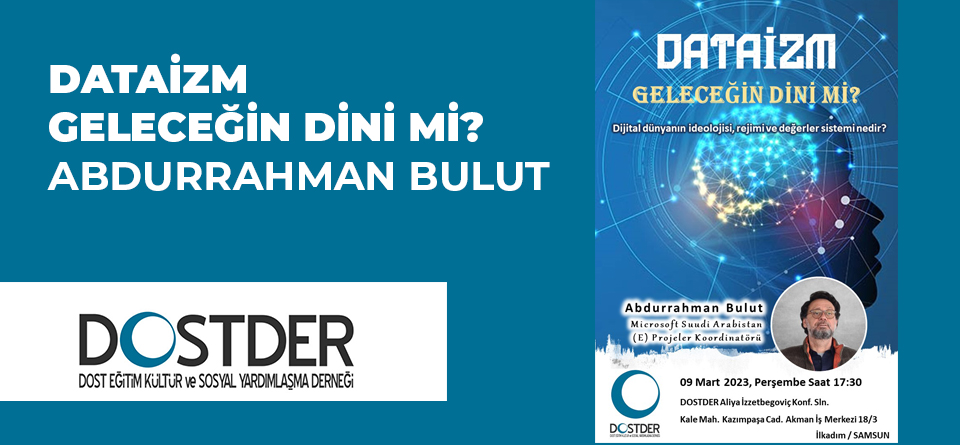 DATAİZM
GELECEĞİN DİNİ Mİ?
ABDURRAHMAN BULUT
DOSTDER
DOST EĞİTİM KÜLTÜR ve SOSYAL YARDIMLAŞMA DERNEĞİ
DATAİZM
GELECEĞİN DİNİ Mİ?
Dijital dünyanın ideolojisi, rejimi ve değerler sistemi nedir?
Abdurrahman Bulut
Microsoft Suudi Arabistan
(E) Projeler Koordinatörü
09 Mart 2023, Perşembe Saat 17:30
DOSTDER Aliya İzzetbegoviç Konf. Sln.
Kale Mah. Kazımpaşa Cad. Akman İş Merkezi 18/3
İlkadım / SAMSUN
DOSTDER